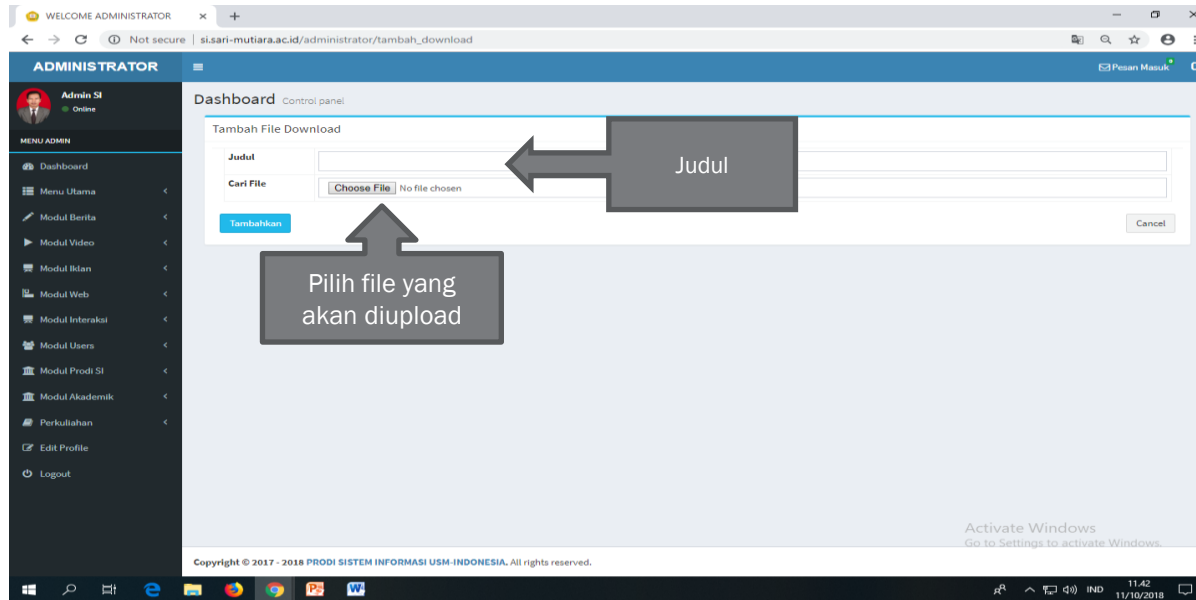 WELCOME ADMINISTRATOR
Not secure | si.sari-mutiara.ac.id/administrator/tambah_download
ADMINISTRATOR
Pesan Masuk
Admin SI
Online
Dashboard Control panel
MENU ADMIN
Tambah File Download
Judul
Judul
Cari File
Choose File No file chosen
Tambahkan
Cancel
Pilih file yang
akan diupload
Dashboard
Menu Utama
Modul Berita
Modul Video
Modul Iklan
Modul Web
Modul Interaksi
Modul Users
Modul Prodi SI
Modul Akademik
Perkuliahan
Edit Profile
Logout
Activate Windows
Go to Settings to activate Windows.
Copyright © 2017 - 2018 PRODI SISTEM INFORMASI USM-INDONESIA. All rights reserved.
IND
11.42
11/10/2018